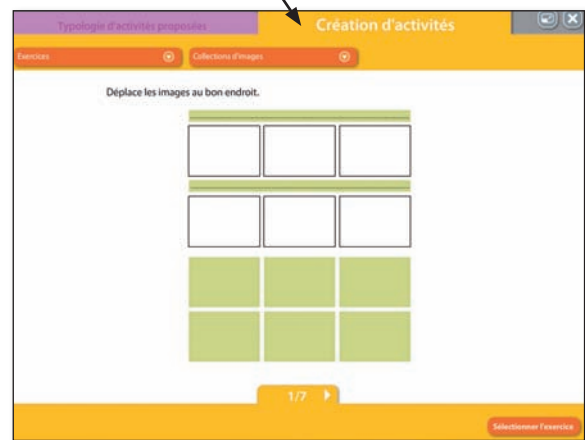 Typologie d'activités proposées
Création d'activités
Exercices
Collections d'images
Déplace les images au bon endroit.
1/7
Sélectionner l'exercice